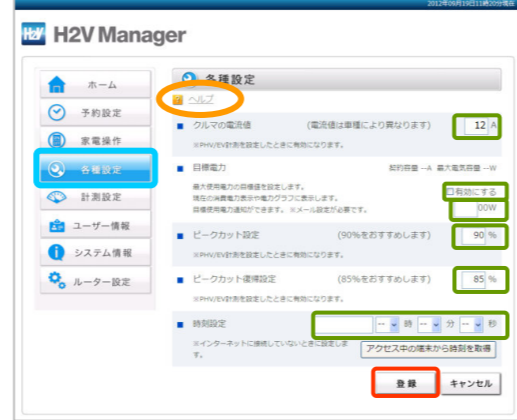 2012年09月19日11時20分現在
H2V H2V Manager
ホーム
予約設定
家電操作
各種設定
計測設定
ユーザー情報
システム情報
ルーター設定
各種設定
ヘルプ
クルマの電流値 (電流値は車種により異なります) 12 A
※PHV/EV計測を設定したときに有効になります。
目標電力 契約容量 --A 最大電気容量 --W
最大使用電力の目標値を設定します。
現在の消費電力表示や電力グラフに表示します。
目標使用電力通知ができます。 ※メール設定が必要です。
□有効にする
00W
ピークカット設定 (90%をおすすめします) 90 %
※PHV/EV計測を設定したときに有効になります。
ピークカット復帰設定 (85%をおすすめします) 85 %
※PHV/EV計測を設定したときに有効になります。
時刻設定 -- 時 -- 分 -- 秒
※インターネットに接続していないときに設定しま
す。
アクセス中の端末から時刻を取得
登録 キャンセル